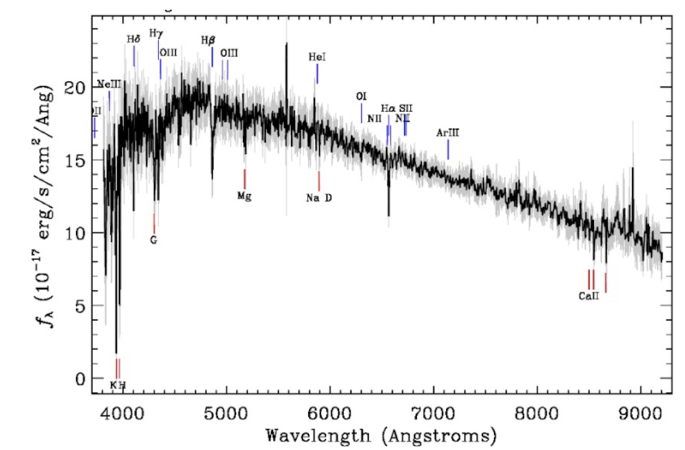 Hδ Hγ Hβ OIII
OIII HeI
NeIII OI
Hα SII
NII NII
ArIII
Mg
Na D
G
CaII
K H
20
15
10
5
0
fλ (10⁻¹⁷ erg/s/cm²/Ang)
4000 5000 6000 7000 8000 9000
Wavelength (Angstroms)